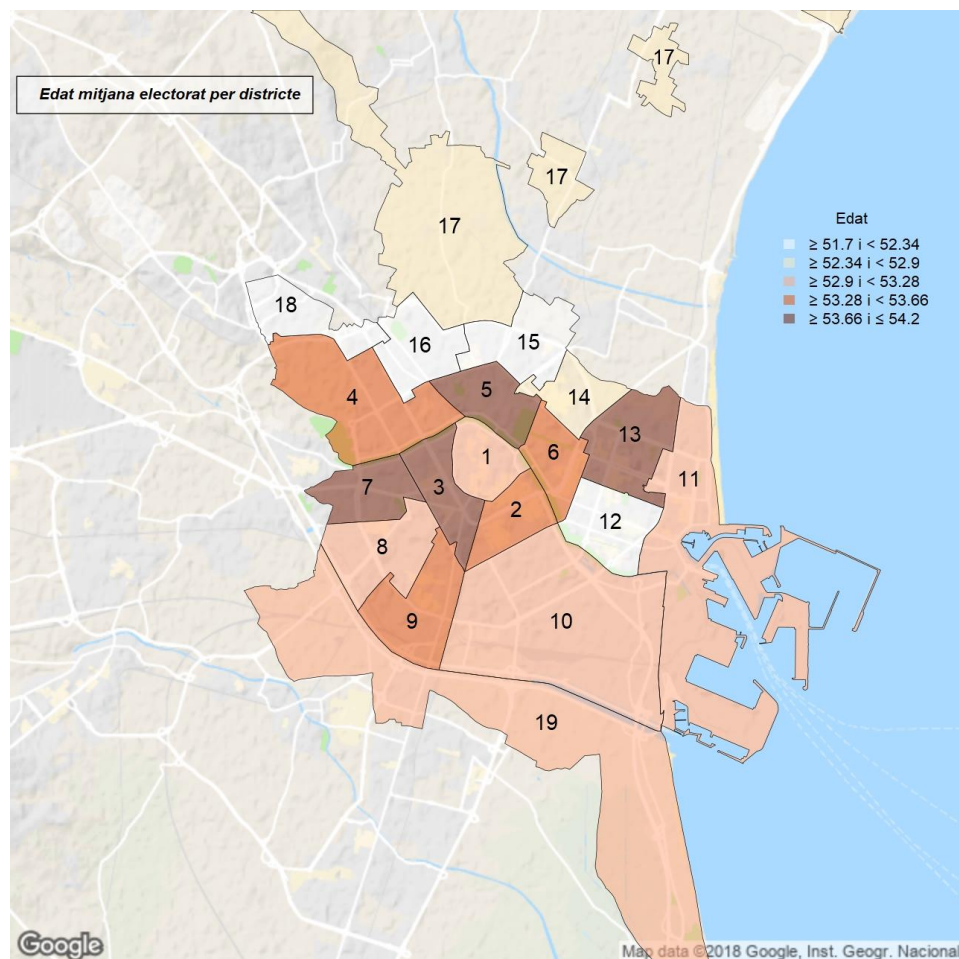 Edat mitjana electorat per districte
17
17
17
Edat
≥ 51.7 i < 52.34
≥ 52.34 i < 52.9
≥ 52.9 i < 53.28
≥ 53.28 i < 53.66
≥ 53.66 i ≤ 54.2
18
16
15
4
5
14
13
6
1
11
7
3
2
12
8
9
10
19
Google
Map data ©2018 Google, Inst. Geogr. Nacional